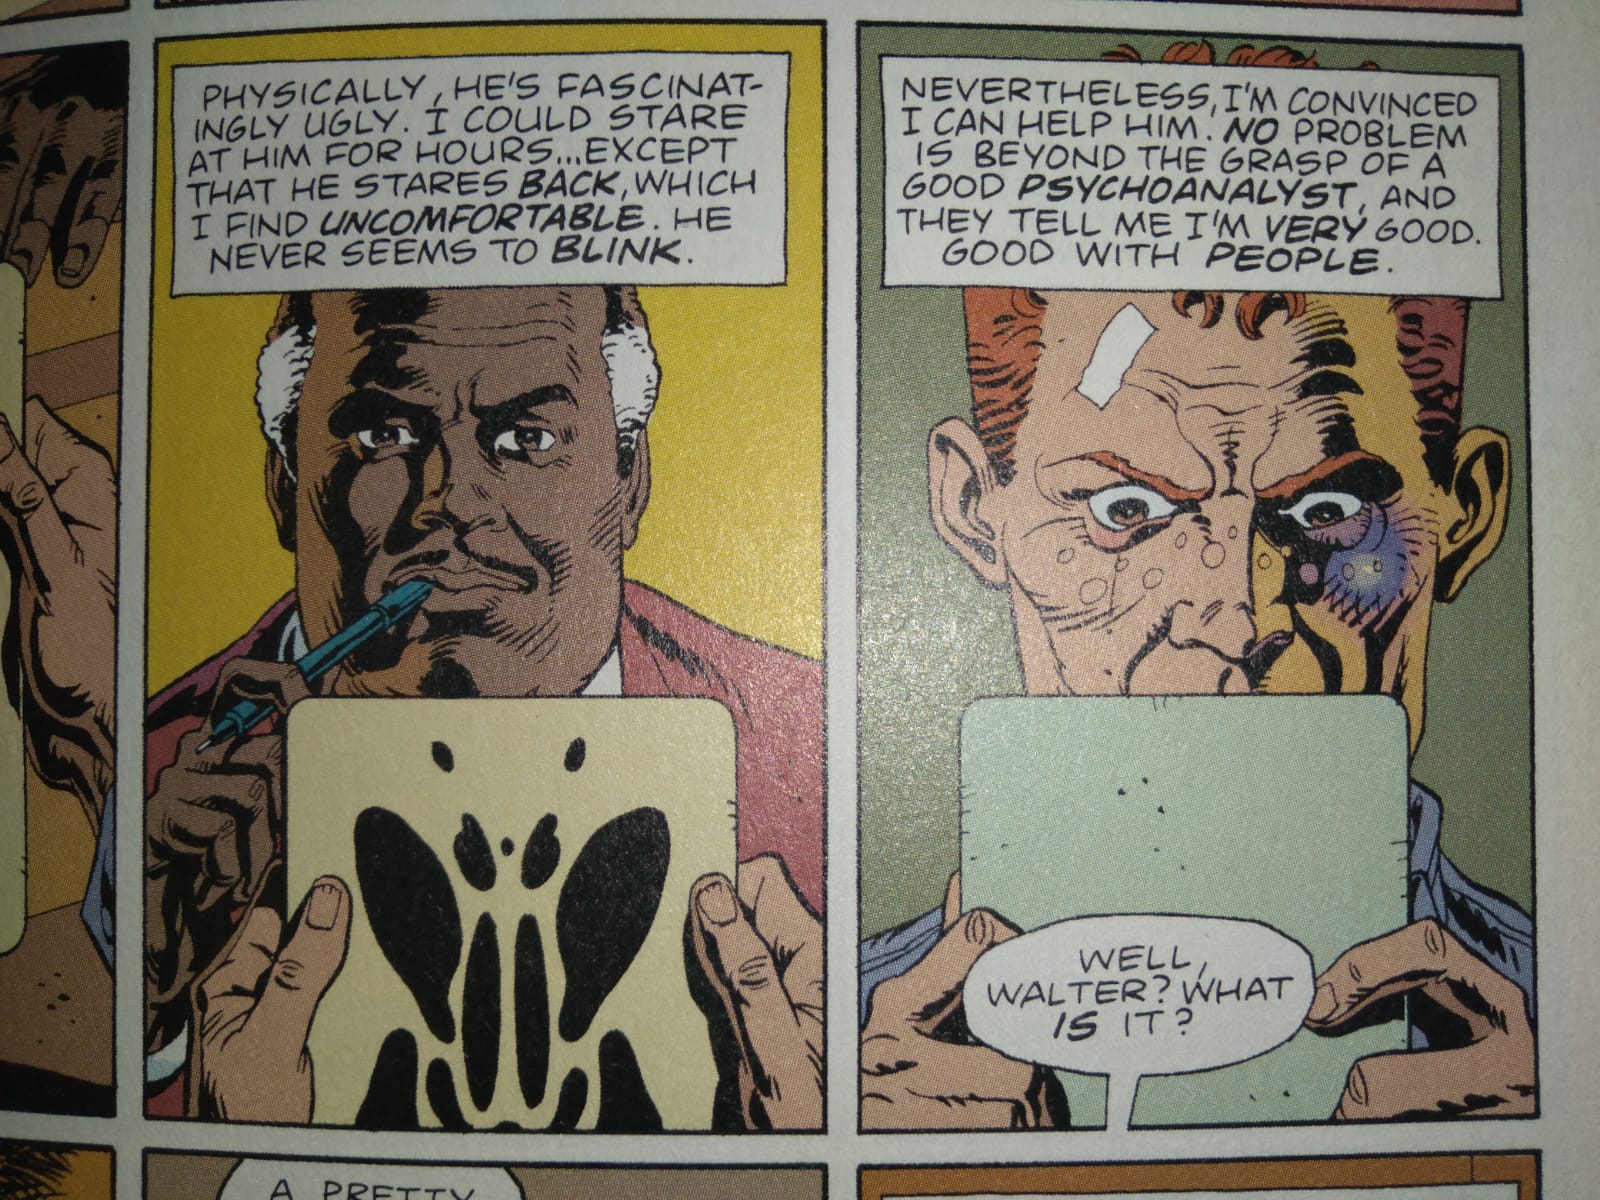 PHYSICALLY, HE'S FASCINAT-
INGLY UGLY. I COULD STARE
AT HIM FOR HOURS...EXCEPT
THAT HE STARES BACK, WHICH
I FIND UNCOMFORTABLE. HE
NEVER SEEMS TO BLINK.
NEVERTHELESS, I'M CONVINCED
I CAN HELP HIM. NO PROBLEM
IS BEYOND THE GRASP OF A
GOOD PSYCHOANALYST, AND
THEY TELL ME I'M VERY GOOD.
GOOD WITH PEOPLE.
WELL,
WALTER? WHAT
IS IT?
A PRETTY